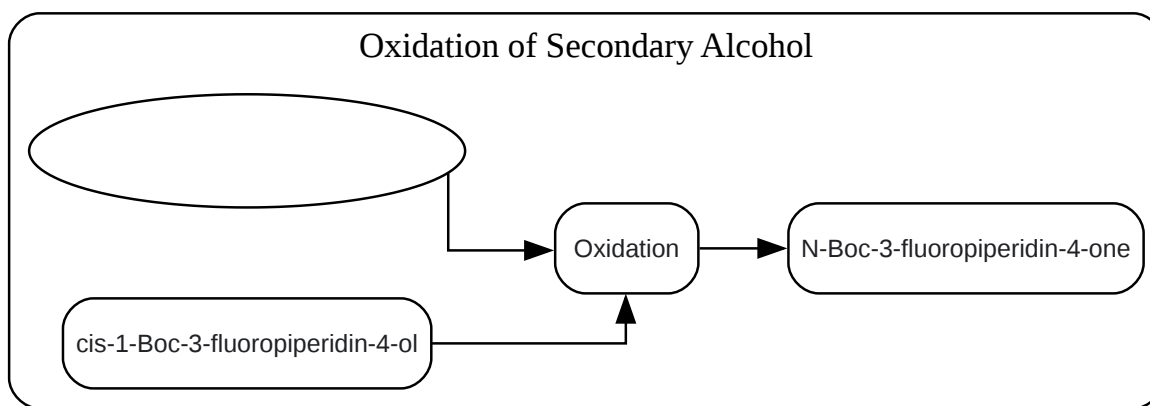 Oxidation of Secondary Alcohol
Oxidation
N-Boc-3-fluoropiperidin-4-one
cis-1-Boc-3-fluoropiperidin-4-ol